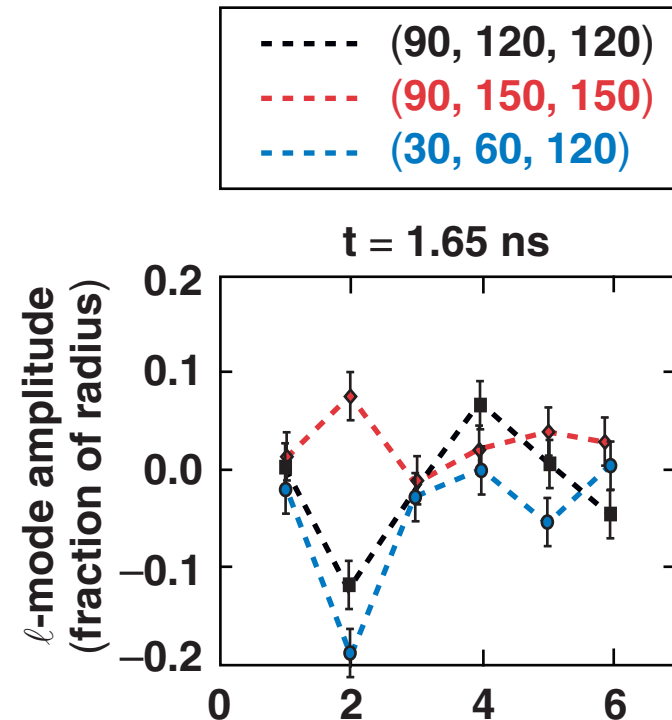 (90, 120, 120)
(90, 150, 150)
(30, 60, 120)
t = 1.65 ns
ℓ-mode amplitude
(fraction of radius)
0.2
0.1
0.0
−0.1
−0.2
0 2 4 6